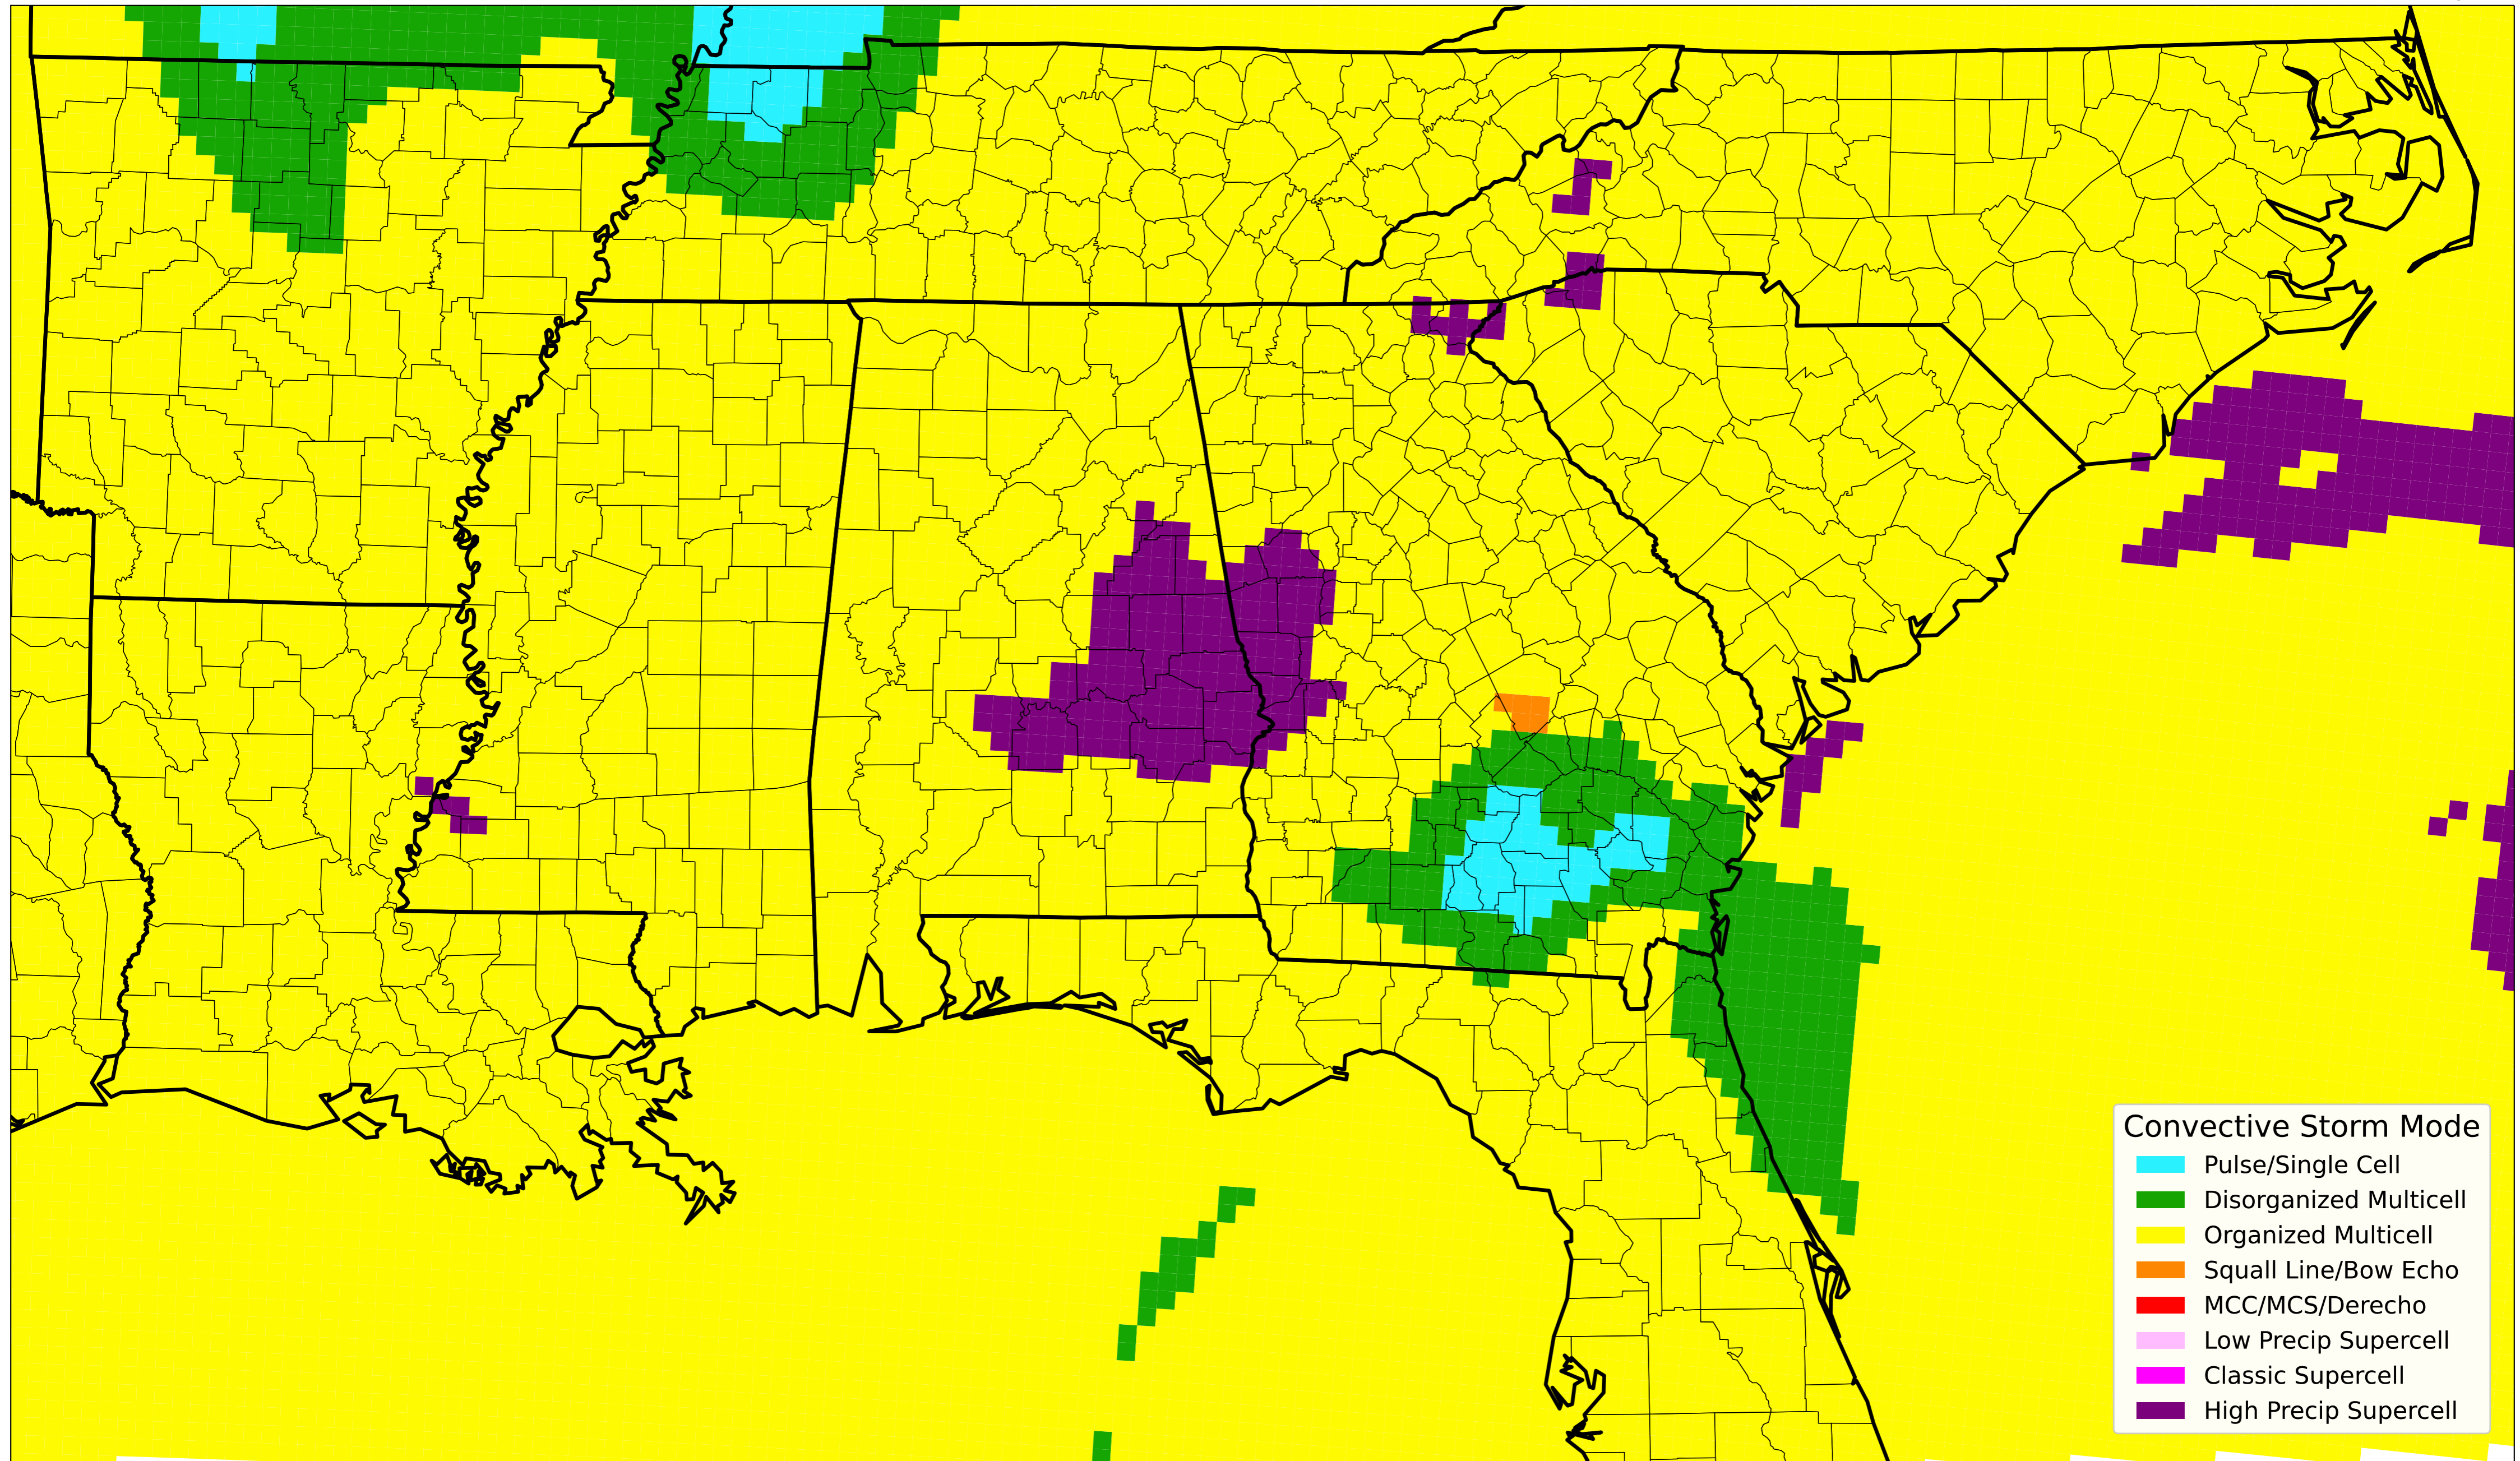 Convective Storm Mode
Pulse/Single Cell
Disorganized Multicell
Organized Multicell
Squall Line/Bow Echo
MCC/MCS/Derecho
Low Precip Supercell
Classic Supercell
High Precip Supercell